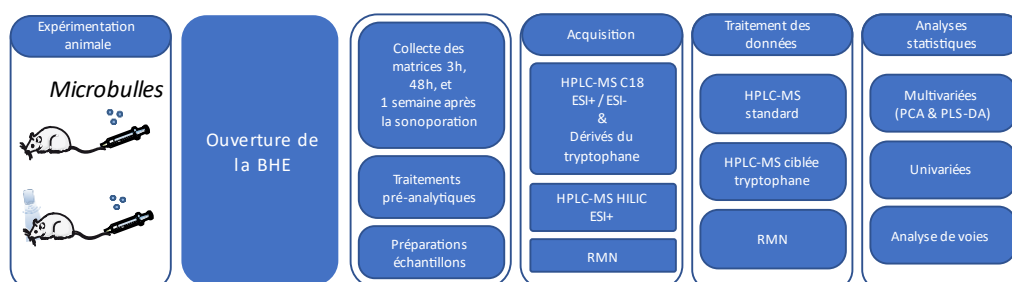 Expérimentation
animale
Microbulles
Ouverture de
la BHE
Collecte des
matrices 3h,
48h, et
1 semaine après
la sonoporation
Traitements
pré-analytiques
Préparations
échantillons
Acquisition
HPLC-MS C18
ESI+ / ESI-
&
Dérivés du
tryptophane
HPLC-MS HILIC
ESI+
RMN
Traitement des
données
HPLC-MS
standard
HPLC-MS ciblée
tryptophane
RMN
Analyses
statistiques
Multivariées
(PCA & PLS-DA)
Univariées
Analyse de voies